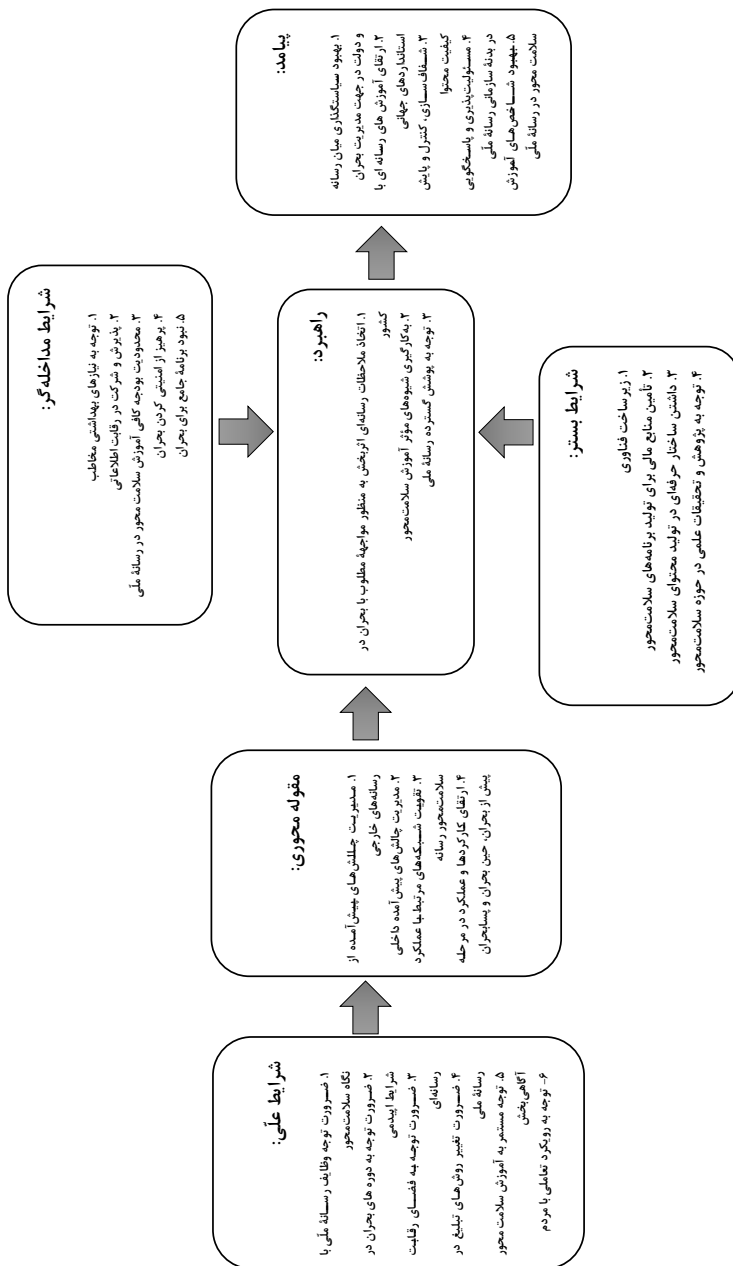 شرایط علّی:
۱. ضرورت توجه وظایف رسانهٔ ملّی با
نگاه سلامت‌محور
۲. ضرورت توجه به دوره های بحران در
شرایط اپیدمی
۳. ضرورت توجه به فضای رقابت
رسانه‌ای
۴. ضرورت تغییر روش‌های تبلیغ در
رسانهٔ ملی
۵. توجه مستمر به آموزش سلامت محور
آگاهی‌بخش
۶- توجه به رویکرد تعاملی با مردم
مقوله محوری:
۱. مدیریت چالش‌های پیش‌آمده از
رسانه‌های خارجی
۲. مدیریت چالش‌های پیش‌آمده داخلی
۳. تقویت شبکه‌های مرتبط با عملکرد
سلامت‌محور رسانه
۴. ارتقای کارکردها و عملکرد در مرحله
پیش از بحران، حین بحران و پسابحران
شرایط مداخله‌گر:
۱. توجه به نیازهای بهداشتی مخاطب
۲. پذیرش و شرکت در رقابت اطلاعاتی
۳. محدودیت بودجه کافی آموزش سلامت محور در رسانهٔ ملّی
۴. پرهیز از امنیتی کردن بحران
۵. نبود برنامهٔ جامع برای بحران
راهبرد:
۱. اتخاذ ملاحظات رسانه‌ای اثربخش به منظور مواجههٔ مطلوب با بحران در
کشور
۲. به‌کارگیری شیوه‌های مؤثر آموزش سلامت‌محور
۳. توجه به پوشش گسترده رسانهٔ ملی
شرایط بستر:
۱. زیرساخت فناوری
۲. تأمین منابع مالی برای تولید برنامه‌های سلامت‌محور
۳. داشتن ساختار حرفه‌ای در تولید محتوای سلامت‌محور
۴. توجه به پژوهش و تحقیقات علمی در حوزه سلامت‌محور
پیامد:
۱. بهبود سیاستگذاری میان رسانه
و دولت در جهت مدیریت بحران
۲. ارتقای آموزش های رسانه ای با
استانداردهای جهانی
۳. شفاف‌سازی، کنترل و پایش
کیفیت محتوا
۴. مسئولیت‌پذیری و پاسخگویی
در بدنهٔ سازمانی رسانهٔ ملی
۵. بهبود شاخص‌های آموزش
سلامت محور در رسانهٔ ملّی